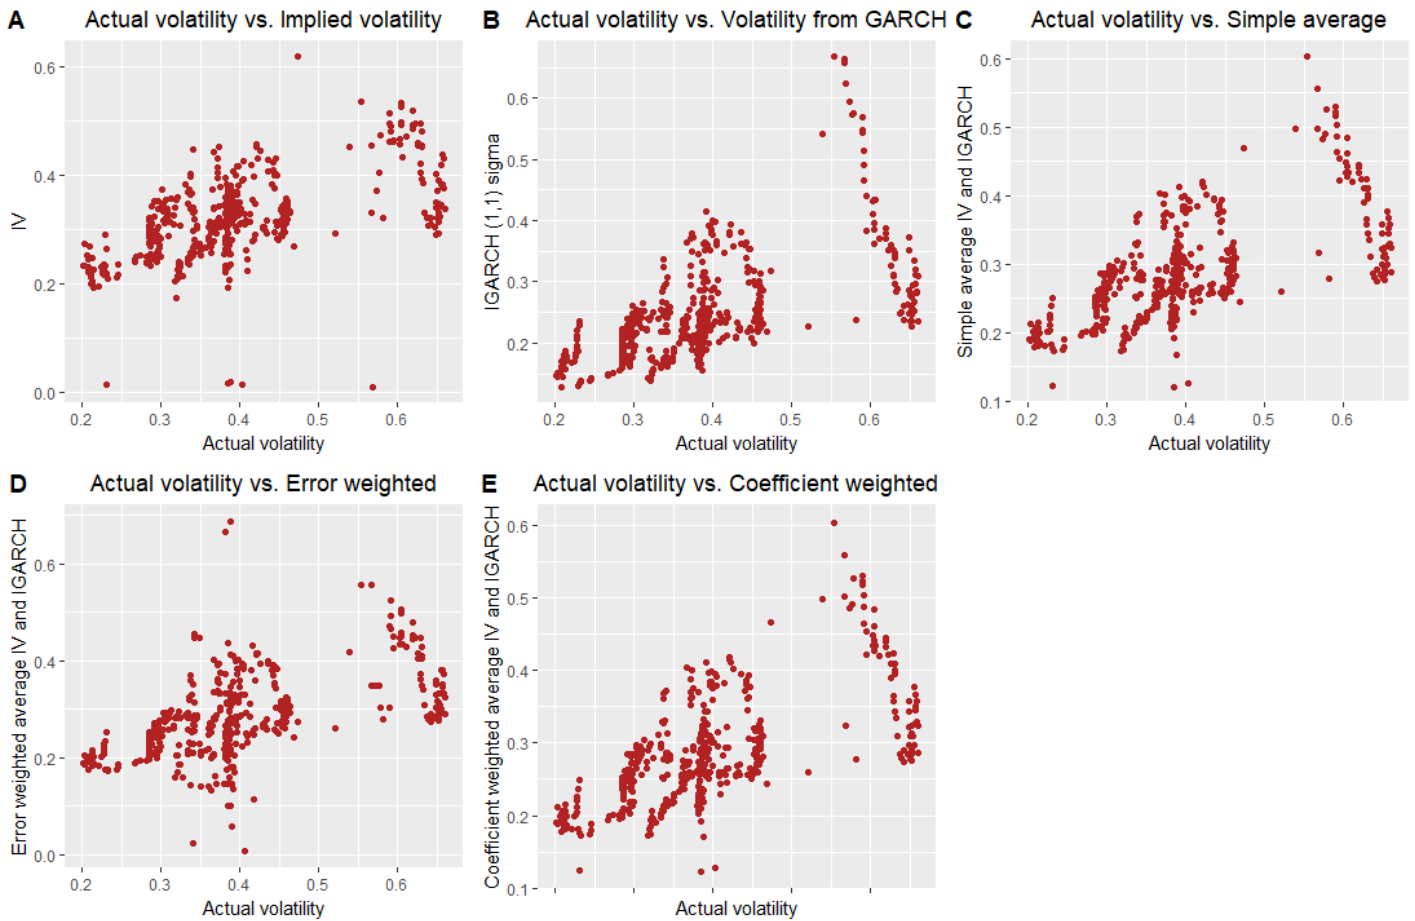 A Actual volatility vs. Implied volatility
IV
0.6
0.4
0.2
0.0
0.2 0.3 0.4 0.5 0.6
Actual volatility
B Actual volatility vs. Volatility from GARCH
IGARCH (1,1) sigma
0.6
0.5
0.4
0.3
0.2
0.2 0.3 0.4 0.5 0.6
Actual volatility
C Actual volatility vs. Simple average
Simple average IV and IGARCH
0.6
0.5
0.4
0.3
0.2
0.1
0.2 0.3 0.4 0.5 0.6
Actual volatility
D Actual volatility vs. Error weighted
Error weighted average IV and IGARCH
0.6
0.4
0.2
0.0
0.2 0.3 0.4 0.5 0.6
Actual volatility
E Actual volatility vs. Coefficient weighted
Coefficient weighted average IV and IGARCH
0.6
0.5
0.4
0.3
0.2
0.1
Actual volatility